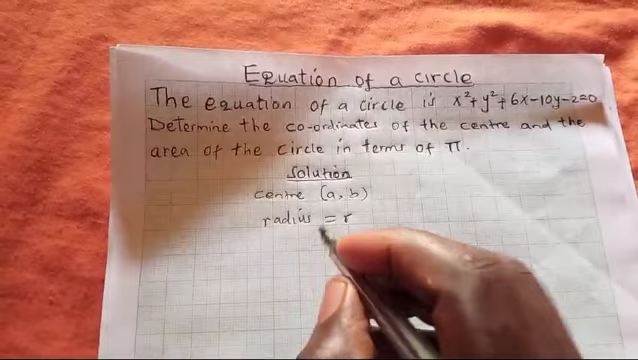 Equation of a circle
The equation of a circle is x²+y²+6x-10y-2=0
Determine the co-ordinates of the centre and the
area of the circle in terms of π.
Solution
centre (a, b)
radius = r